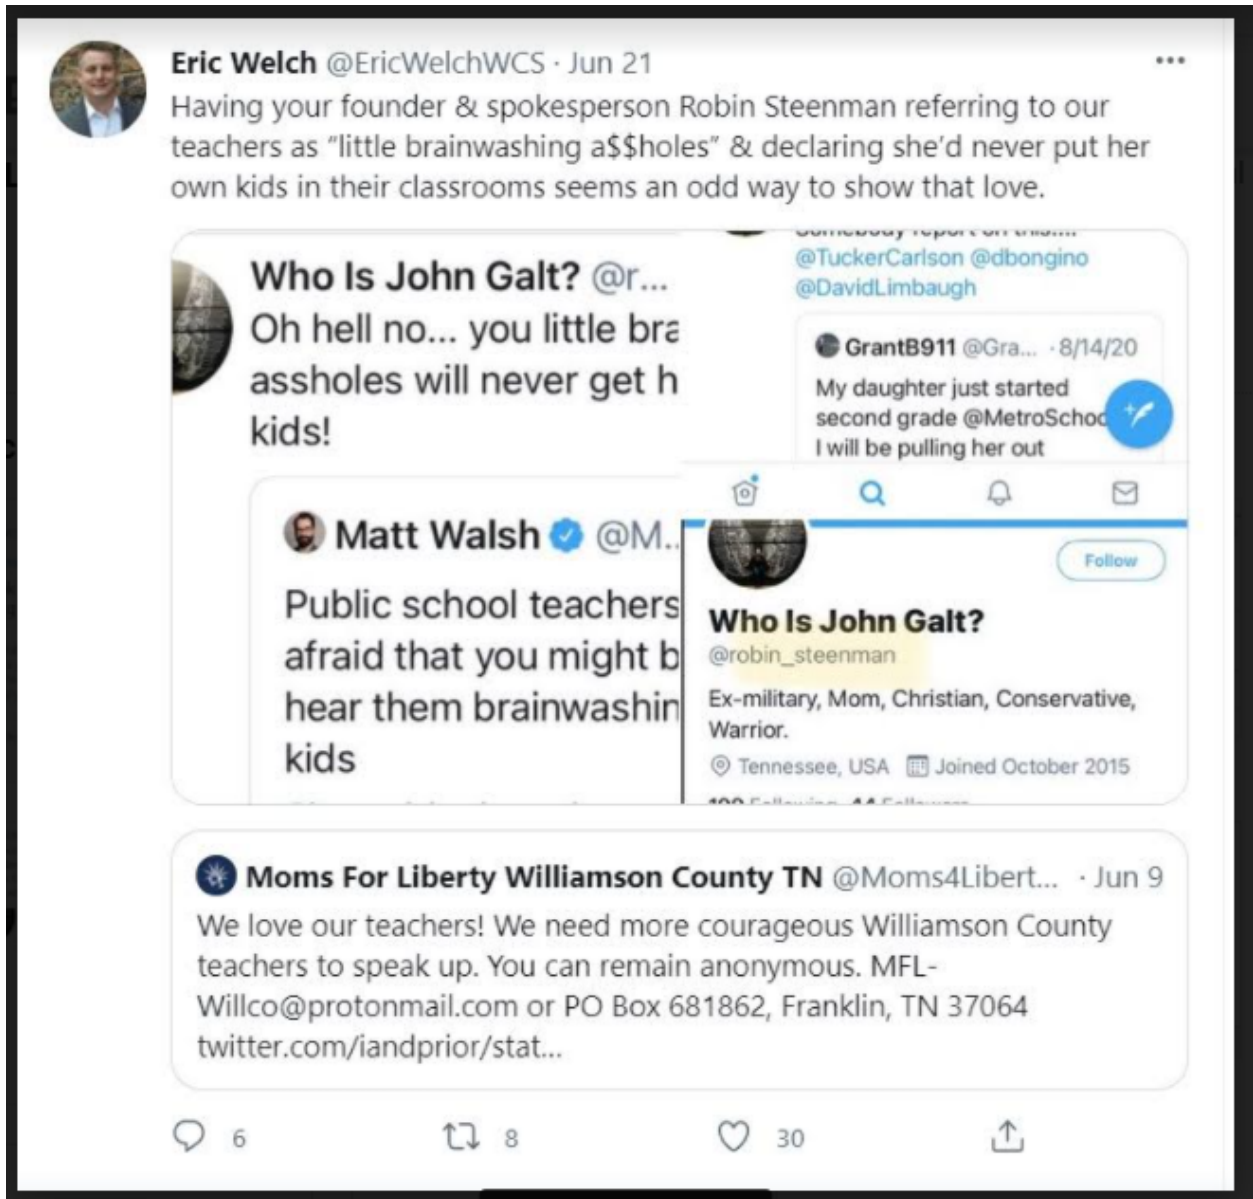 Eric Welch @EricWelchWCS · Jun 21
Having your founder & spokesperson Robin Steenman referring to our
teachers as "little brainwashing a$$holes" & declaring she'd never put her
own kids in their classrooms seems an odd way to show that love.
Who Is John Galt? @r...
Oh hell no... you little bra
assholes will never get h
kids!
Matt Walsh @M..
Public school teachers
afraid that you might b
hear them brainwashin
kids
Somebody report on this....
@TuckerCarlson @dbongino
@DavidLimbaugh
GrantB911 @Gra... · 8/14/20
My daughter just started
second grade @MetroSchoo
I will be pulling her out
Follow
Who Is John Galt?
@robin_steenman
Ex-military, Mom, Christian, Conservative,
Warrior.
Tennessee, USA Joined October 2015
Following Followers
Moms For Liberty Williamson County TN @Moms4Libert... · Jun 9
We love our teachers! We need more courageous Williamson County
teachers to speak up. You can remain anonymous. MFL-
Willco@protonmail.com or PO Box 681862, Franklin, TN 37064
twitter.com/iandprior/stat...
6 8 30